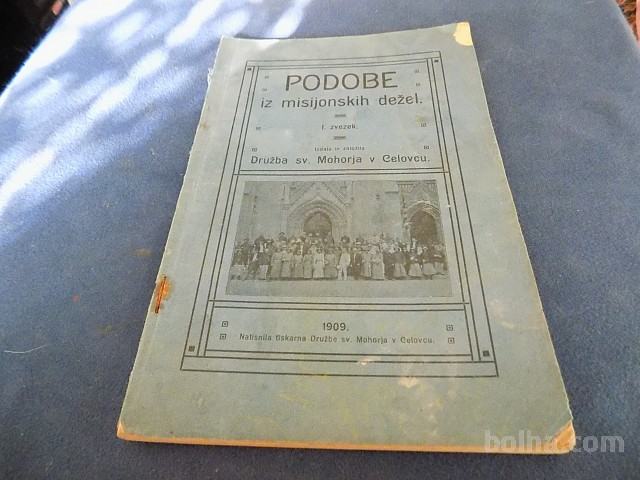 PODOBE
iz misijonskih dežel.
I. zvezek.
Izdala in založila
Družba sv. Mohorja v Celovcu.
1909.
Natisnila tiskarna Družbe sv. Mohorja v Celovcu.
bolha.com